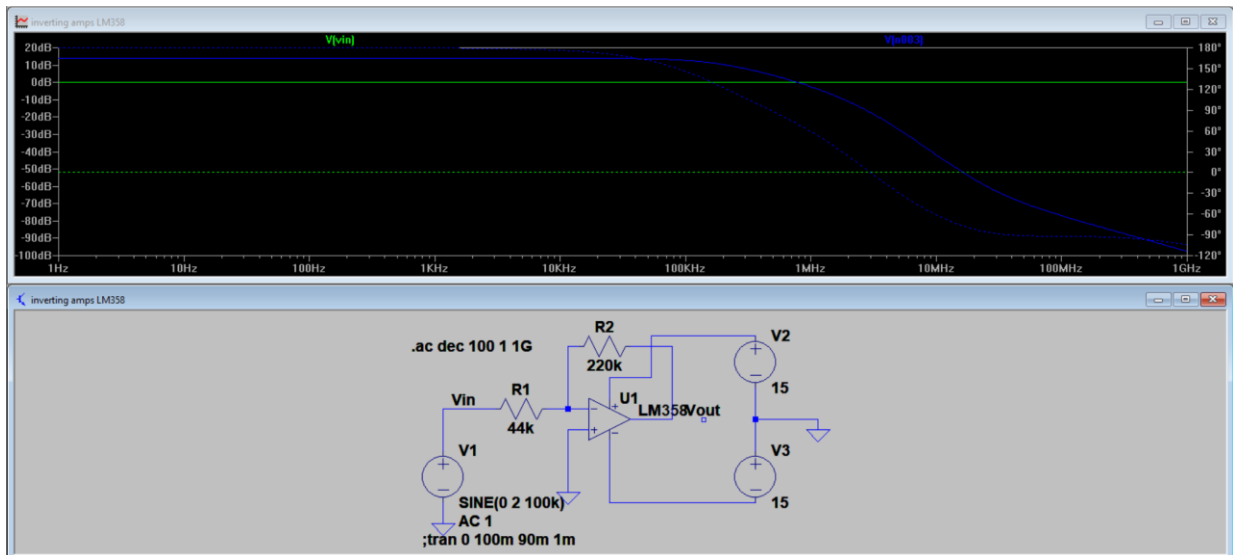 inverting amps LM358
V(vin) V(n003)
20dB 180°
10dB 150°
0dB 120°
-10dB 90°
-20dB 60°
-30dB 30°
-40dB 0°
-50dB -30°
-60dB -60°
-70dB -90°
-80dB -120°
-90dB
-100dB
1Hz 10Hz 100Hz 1KHz 10KHz 100KHz 1MHz 10MHz 100MHz 1GHz
inverting amps LM358
.ac dec 100 1 1G
R2
220k
V2
15
Vin
R1
44k
U1
LM358
Vout
V1
V3
15
SINE(0 2 100k)
AC 1
;tran 0 100m 90m 1m